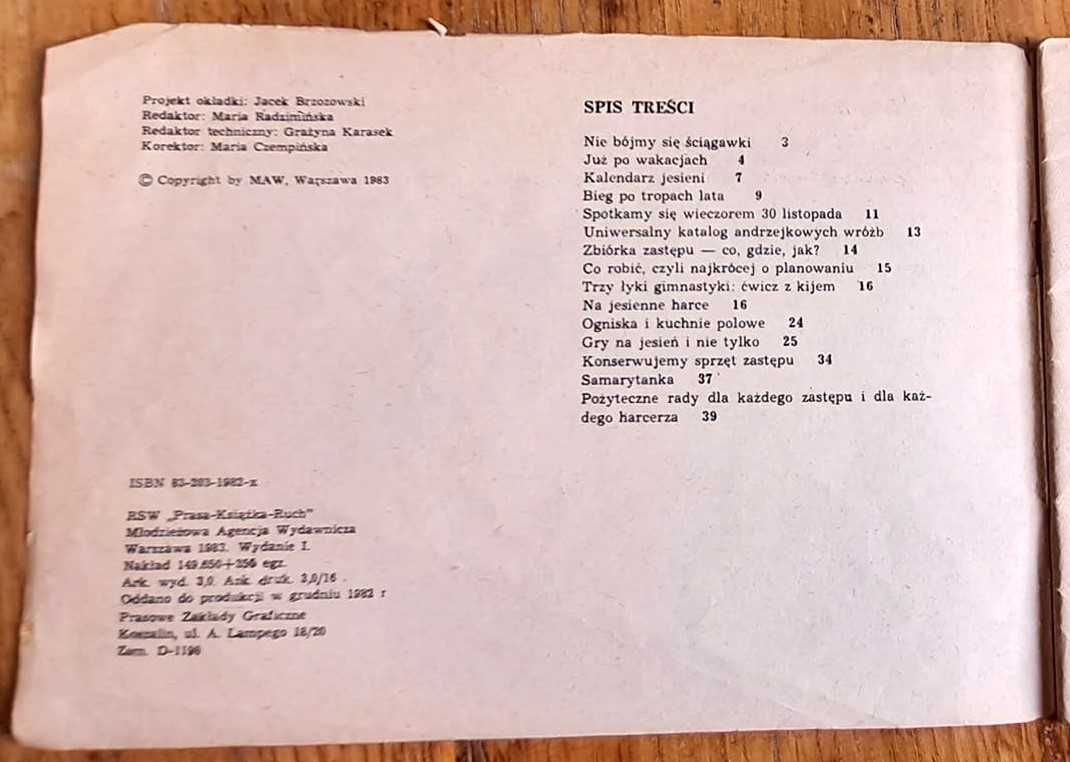 Projekt okładki: Jacek Brzozowski
Redaktor: Maria Radzimińska
Redaktor techniczny: Grażyna Karasek
Korektor: Maria Czempińska
© Copyright by MAW, Warszawa 1983
ISBN 83-203-1982-x
RSW „Prasa-Książka-Ruch"
Młodzieżowa Agencja Wydawnicza
Warszawa 1983. Wydanie I.
Nakład 149.650+350 egz.
Ark. wyd. 3,0. Ark. druk. 3,0/16
Oddano do produkcji w grudniu 1982 r
Prasowe Zakłady Graficzne
Koszalin, ul. A. Lampego 18/20
Zam. D-1196
SPIS TREŚCI
Nie bójmy się ściągawki 3
Już po wakacjach 4
Kalendarz jesieni 7
Bieg po tropach lata 9
Spotkamy się wieczorem 30 listopada 11
Uniwersalny katalog andrzejkowych wróżb 13
Zbiórka zastępu — co, gdzie, jak? 14
Co robić, czyli najkrócej o planowaniu 15
Trzy łyki gimnastyki: ćwicz z kijem 16
Na jesienne harce 16
Ogniska i kuchnie polowe 24
Gry na jesień i nie tylko 25
Konserwujemy sprzęt zastępu 34
Samarytanka 37
Pożyteczne rady dla każdego zastępu i dla każ-
dego harcerza 39